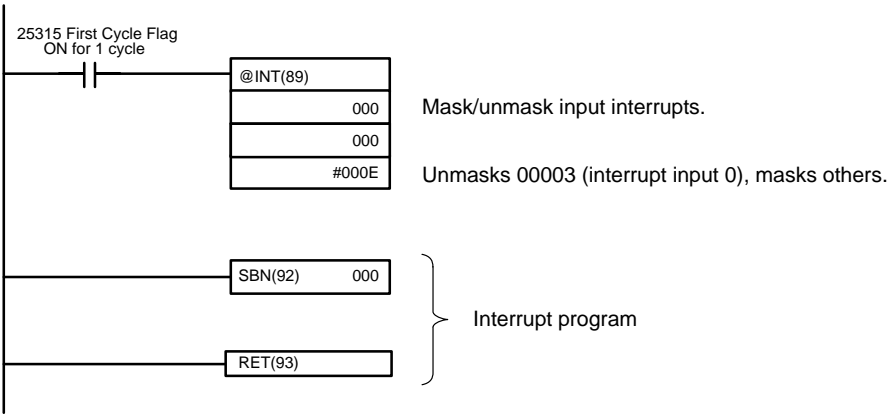 25315 First Cycle Flag
ON for 1 cycle
@INT(89)
000
Mask/unmask input interrupts.
000
#000E
Unmasks 00003 (interrupt input 0), masks others.
SBN(92) 000
Interrupt program
RET(93)